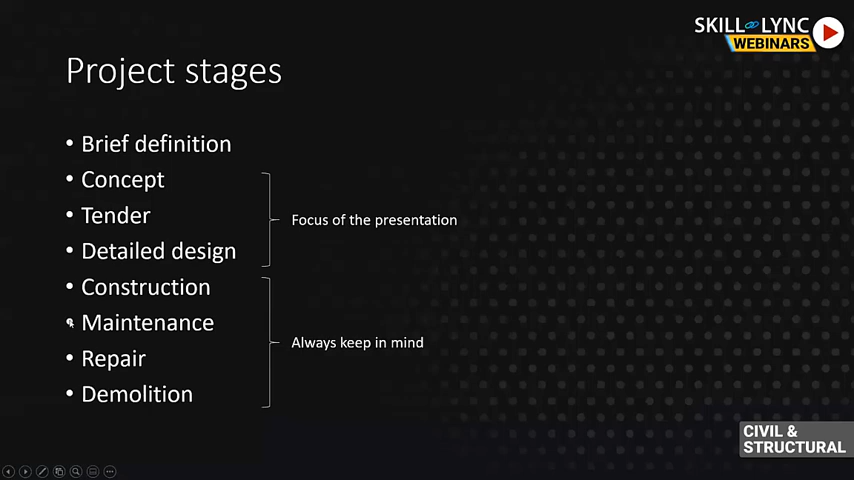 SKILL LYNC
WEBINARS
Project stages
• Brief definition
• Concept
• Tender
• Detailed design
• Construction
• Maintenance
• Repair
• Demolition
Focus of the presentation
Always keep in mind
CIVIL &
STRUCTURAL